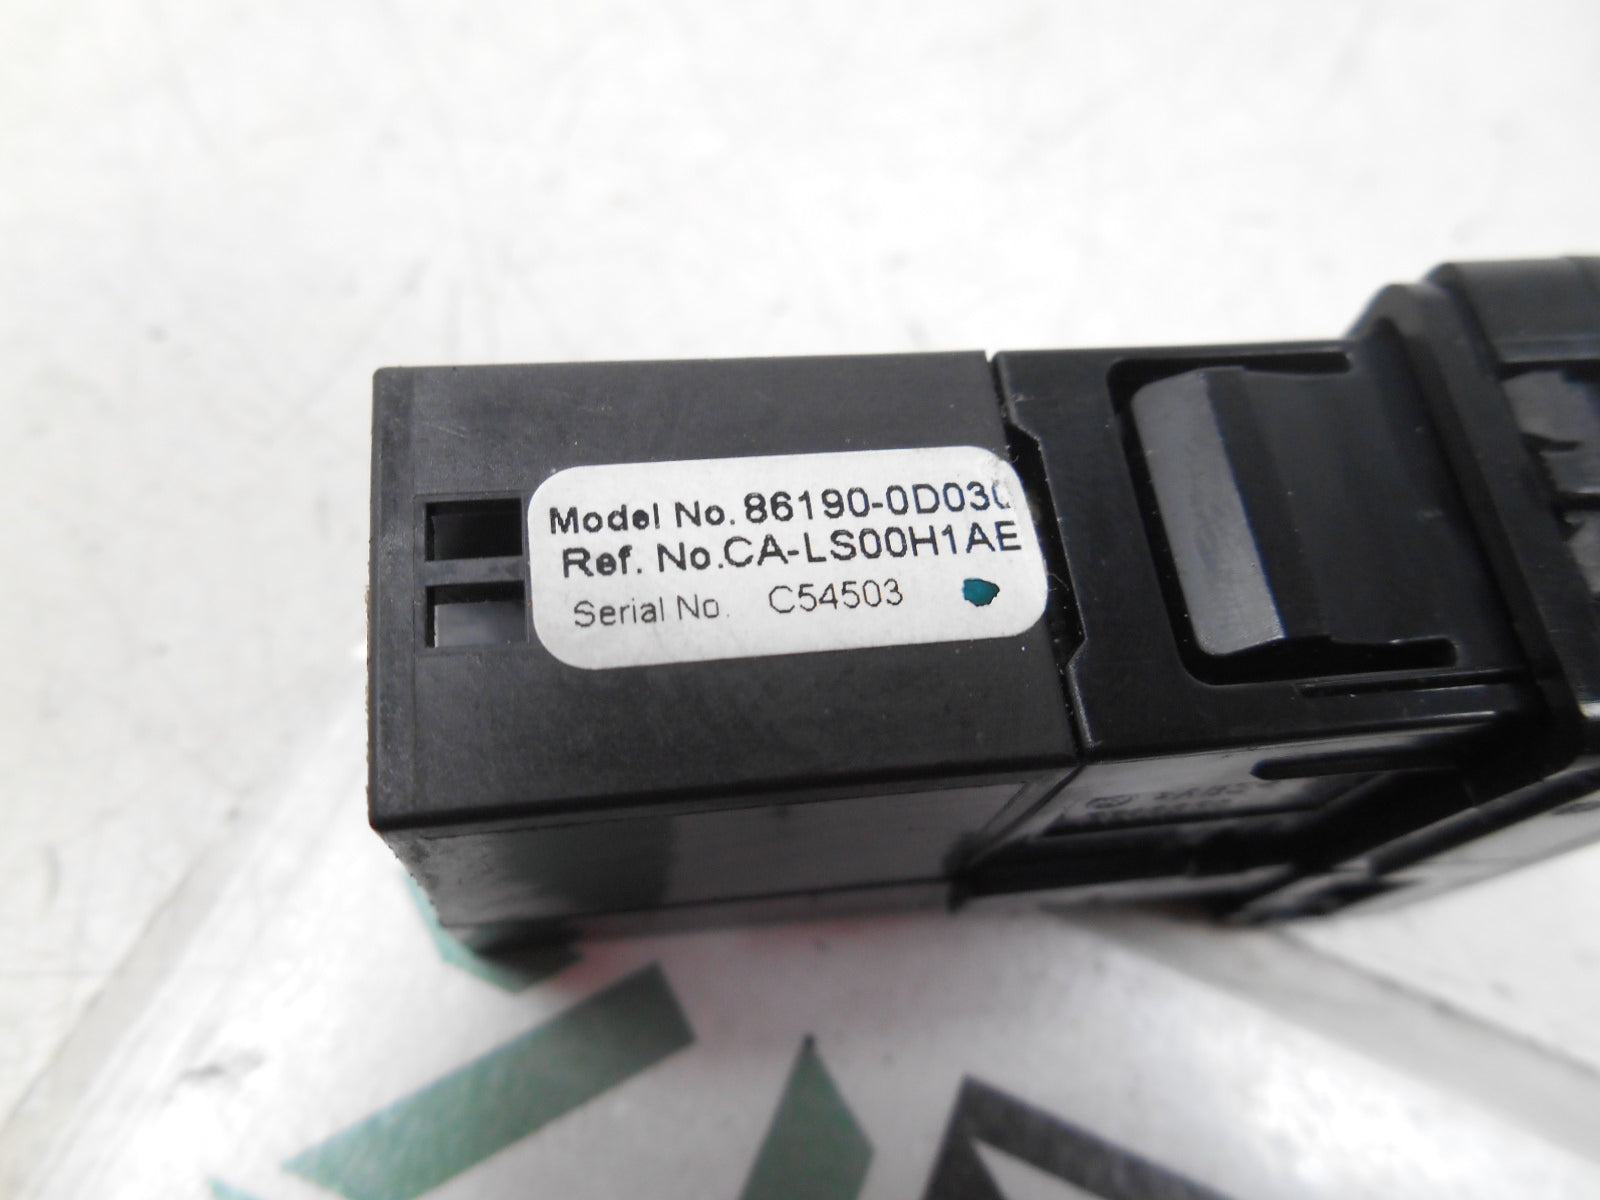 Model No. 86190-0D030
Ref. No.CA-LS00H1AE
Serial No. C54503